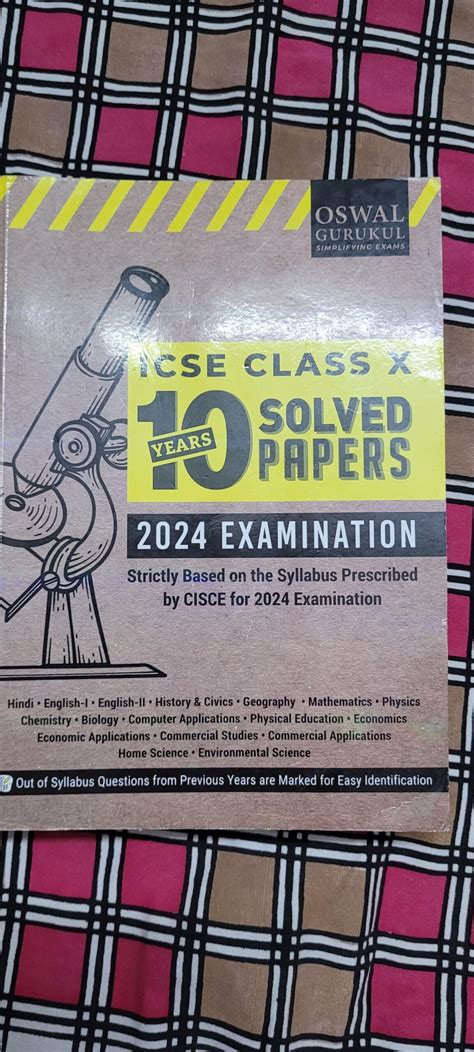 OSWAL
GURUKUL
SIMPLIFYING EXAMS
ICSE CLASS X
10 YEARS
SOLVED
PAPERS
2024 EXAMINATION
Strictly Based on the Syllabus Prescribed
by CISCE for 2024 Examination
Hindi • English-I • English-II • History & Civics • Geography • Mathematics • Physics
Chemistry • Biology • Computer Applications • Physical Education • Economics
Economic Applications • Commercial Studies • Commercial Applications
Home Science • Environmental Science
Out of Syllabus Questions from Previous Years are Marked for Easy Identification